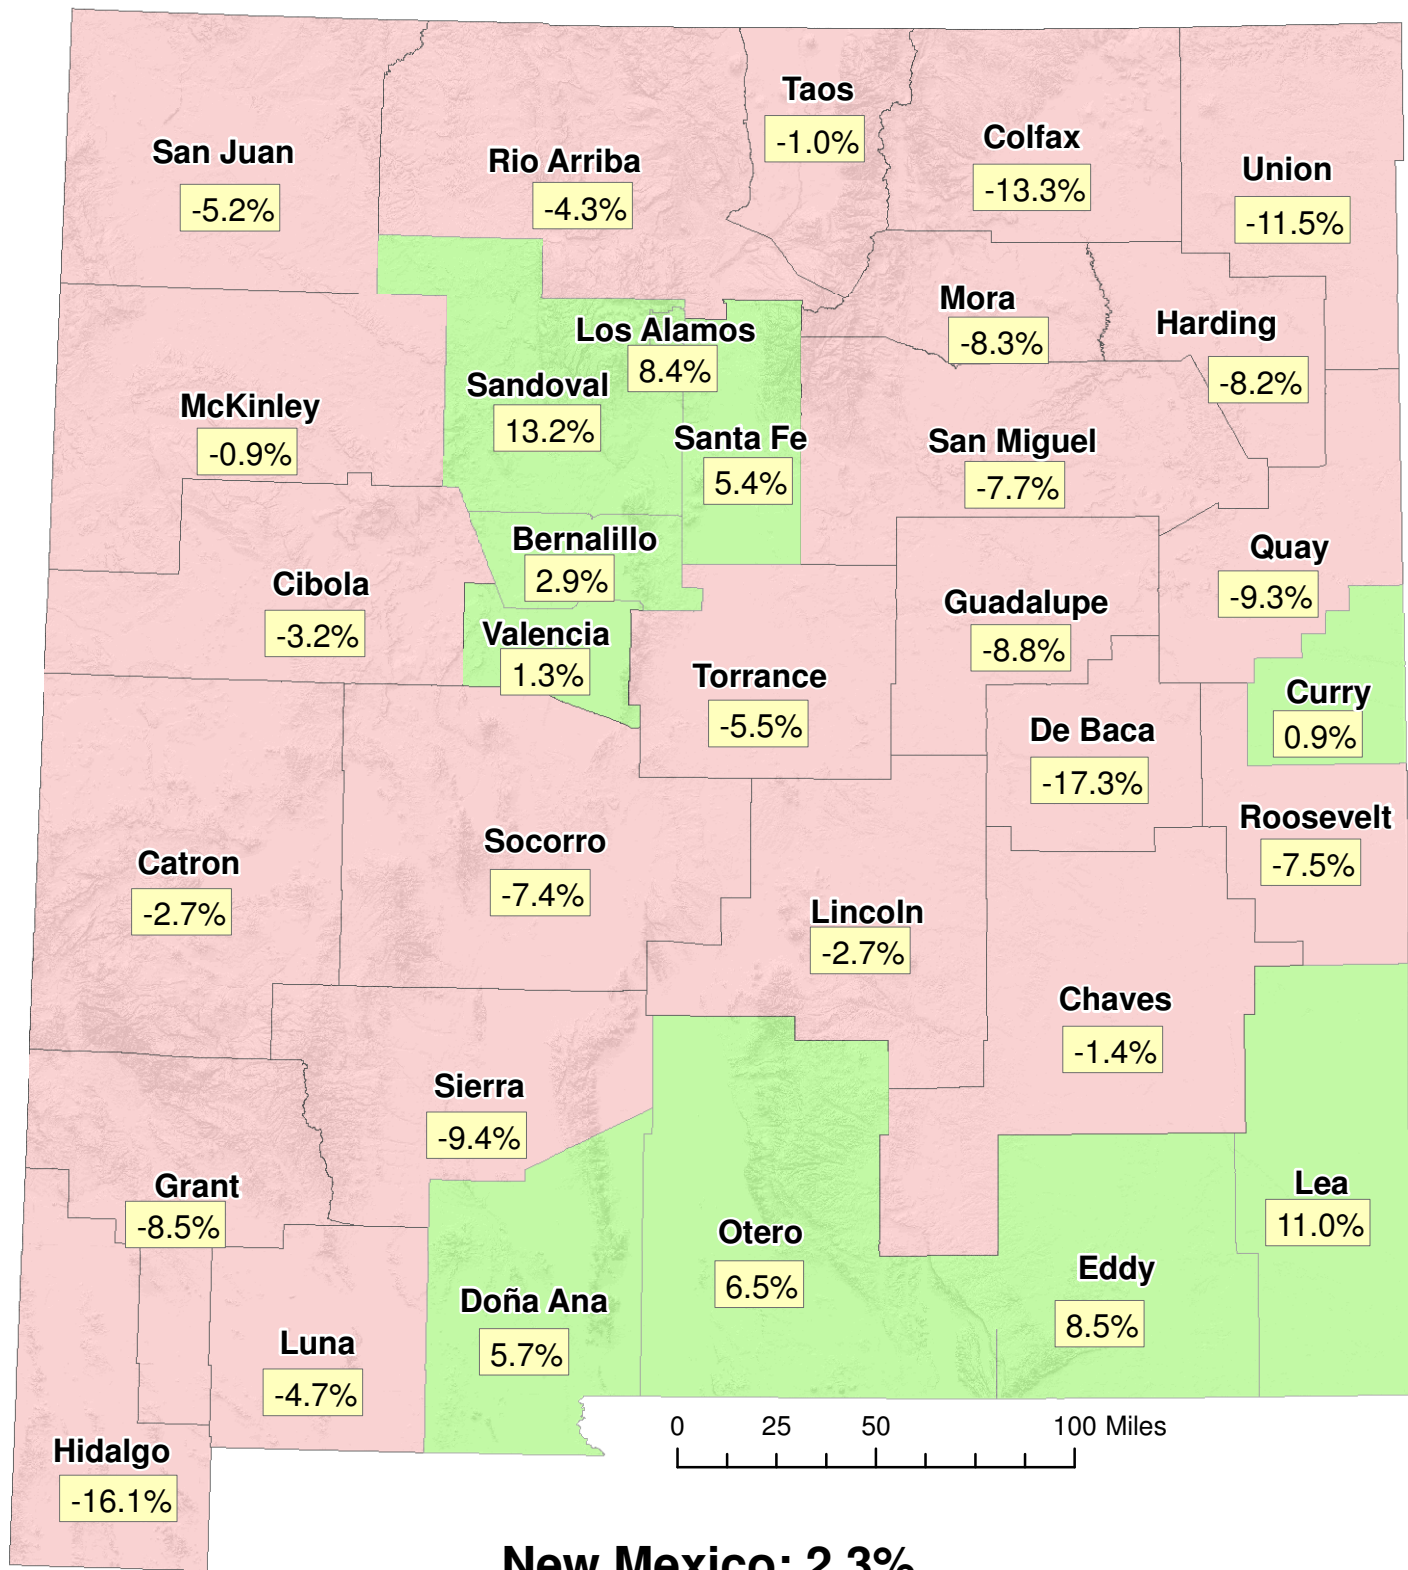 Taos
-1.0%
San Juan
-5.2%
Rio Arriba
-4.3%
Colfax
-13.3%
Union
-11.5%
Mora
-8.3%
Harding
-8.2%
Los Alamos
8.4%
Sandoval
13.2%
McKinley
-0.9%
Santa Fe
5.4%
San Miguel
-7.7%
Bernalillo
2.9%
Quay
-9.3%
Cibola
-3.2%
Guadalupe
-8.8%
Valencia
1.3%
Torrance
-5.5%
Curry
0.9%
De Baca
-17.3%
Roosevelt
-7.5%
Socorro
-7.4%
Catron
-2.7%
Lincoln
-2.7%
Chaves
-1.4%
Sierra
-9.4%
Grant
-8.5%
Lea
11.0%
Otero
6.5%
Eddy
8.5%
Doña Ana
5.7%
Luna
-4.7%
Hidalgo
-16.1%
0 25 50 100 Miles
New Mexico: 2.3%